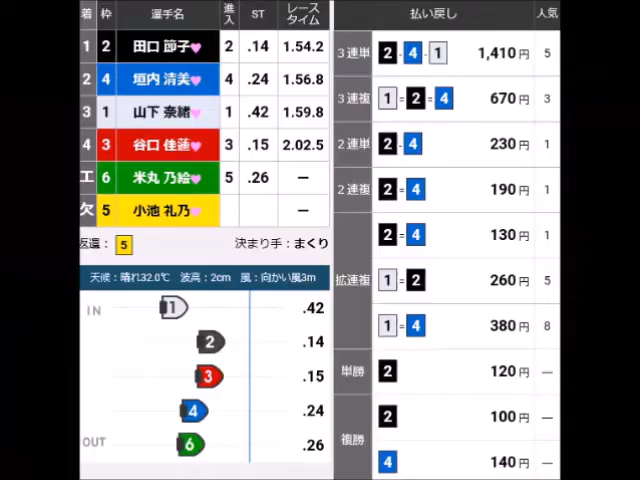 着 枠 選手名 進入 ST レースタイム
1 2 田口 節子 2 .14 1.54.2
2 4 垣内 清美 4 .24 1.56.8
3 1 山下 奈緒 1 .42 1.59.8
4 3 谷口 佳蓮 3 .15 2.02.5
エ 6 米丸 乃絵 5 .26 ―
欠 5 小池 礼乃 ―
返還： 5 決まり手：まくり
天候：晴れ32.0℃ 波高：2cm 風：向かい風3m
IN 1 .42
2 .14
3 .15
4 .24
OUT 6 .26
払い戻し 人気
3連単 2-4-1 1,410円 5
3連複 1=2=4 670円 3
2連単 2-4 230円 1
2連複 2=4 190円 1
拡連複 2=4 130円 1
1=2 260円 5
1=4 380円 8
単勝 2 120円 ―
複勝 2 100円 ―
4 140円 ―